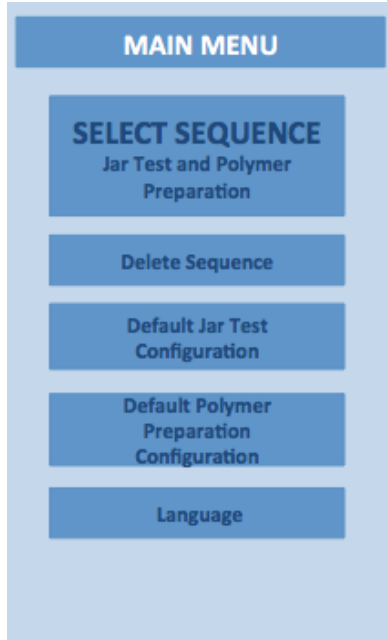 MAIN MENU
SELECT SEQUENCE
Jar Test and Polymer
Preparation
Delete Sequence
Default Jar Test
Configuration
Default Polymer
Preparation
Configuration
Language